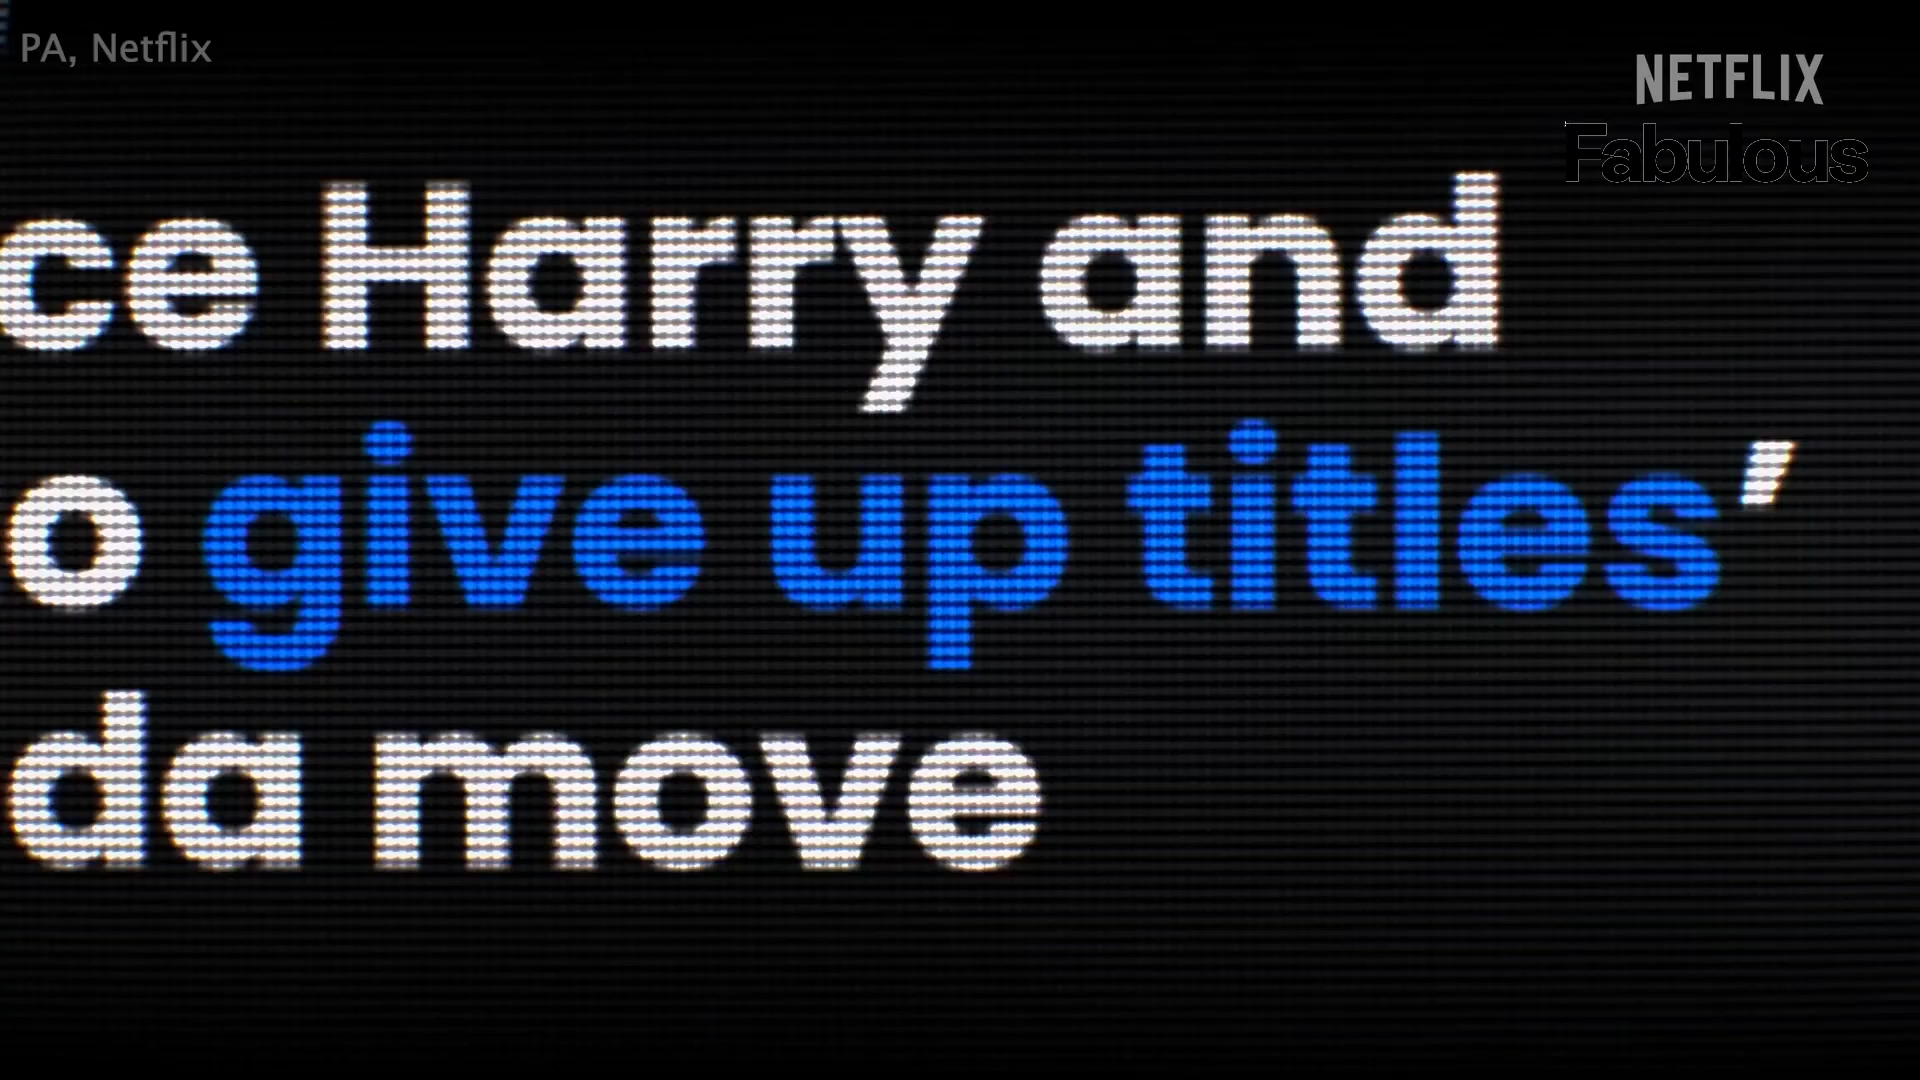 PA, Netflix
NETFLIX
Fabulous
ce Harry and
o give up titles’
da move